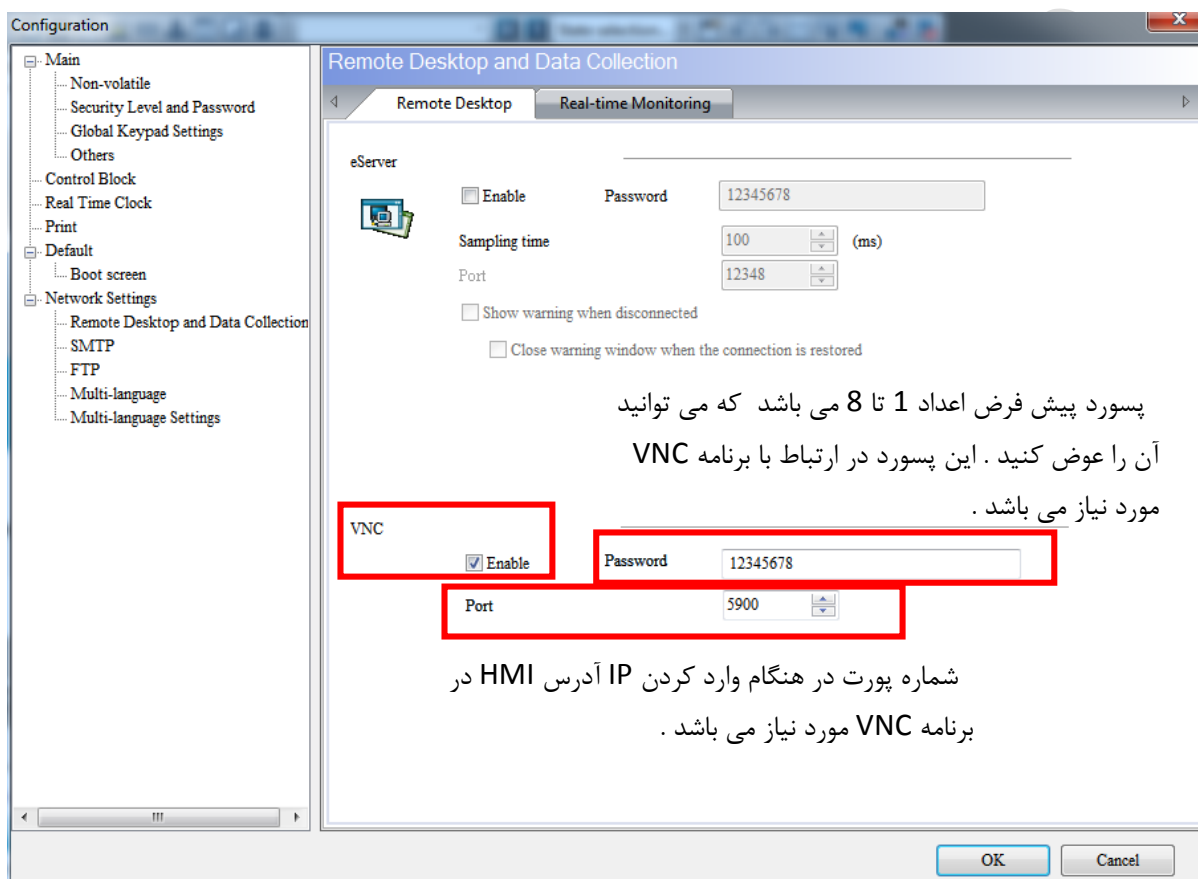 Configuration
Main
Non-volatile
Security Level and Password
Global Keypad Settings
Others
Control Block
Real Time Clock
Print
Default
Boot screen
Network Settings
Remote Desktop and Data Collection
SMTP
FTP
Multi-language
Multi-language Settings
Remote Desktop and Data Collection
Remote Desktop
Real-time Monitoring
eServer
Enable Password 12345678
Sampling time 100 (ms)
Port 12348
Show warning when disconnected
Close warning window when the connection is restored
پسورد پیش فرض اعداد 1 تا 8 می باشد که می توانید
آن را عوض کنید . این پسورد در ارتباط با برنامه VNC
مورد نیاز می باشد .
VNC
Enable Password 12345678
Port 5900
شماره پورت در هنگام وارد کردن IP آدرس HMI در
برنامه VNC مورد نیاز می باشد .
OK Cancel